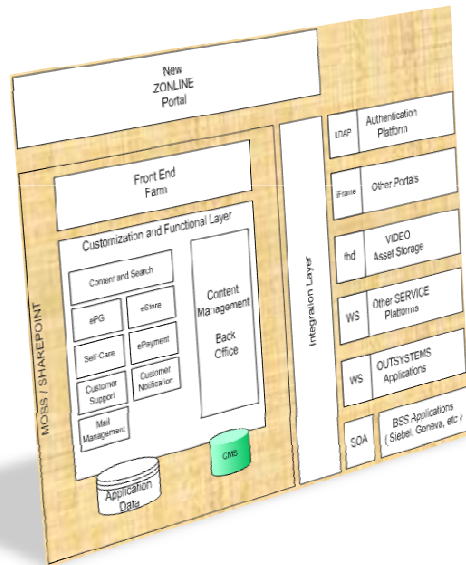 New
ZONLINE
Portal
MOSS / SHAREPOINT
Front End
Farm
Customization and Functional Layer
Content and Search
ePG
eStore
Self-Care
ePayment
Customer
Support
Customer
Notification
Mail
Management
Content
Management
Back
Office
Application
Data
CMS
Integration Layer
LDAP
Authentication
Platform
iFrame
Other Portals
tbd
VIDEO
Asset Storage
WS
Other SERVICE
Platforms
WS
OUTSYSTEMS
Applications
SOA
BSS Applications
( Siebel, Geneva, etc /